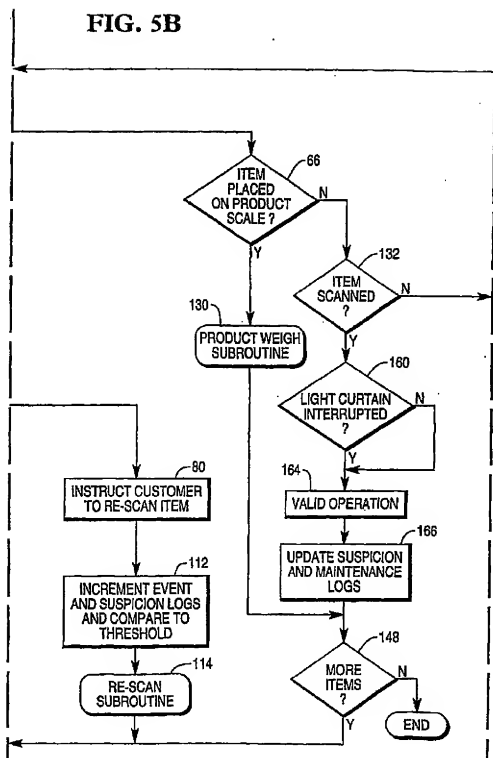 FIG. 5B
66
ITEM
PLACED
ON PRODUCT
SCALE ?
N
Y
132
ITEM
SCANNED
?
N
Y
130
PRODUCT WEIGH
SUBROUTINE
160
LIGHT CURTAIN
INTERRUPTED
?
N
Y
80
INSTRUCT CUSTOMER
TO RE-SCAN ITEM
164
VALID OPERATION
166
UPDATE SUSPICION
AND MAINTENANCE
LOGS
112
INCREMENT EVENT
AND SUSPICION LOGS
AND COMPARE TO
THRESHOLD
148
MORE
ITEMS
?
N
Y
114
RE-SCAN
SUBROUTINE
END